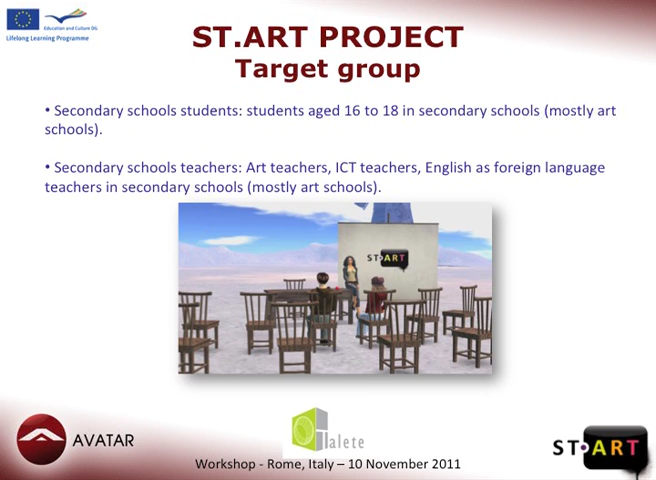 Education and Culture DG
Lifelong Learning Programme
ST.ART PROJECT
Target group
• Secondary schools students: students aged 16 to 18 in secondary schools (mostly art
schools).
• Secondary schools teachers: Art teachers, ICT teachers, English as foreign language
teachers in secondary schools (mostly art schools).
ST.ART
AVATAR
Talete
ST.ART
Workshop - Rome, Italy – 10 November 2011